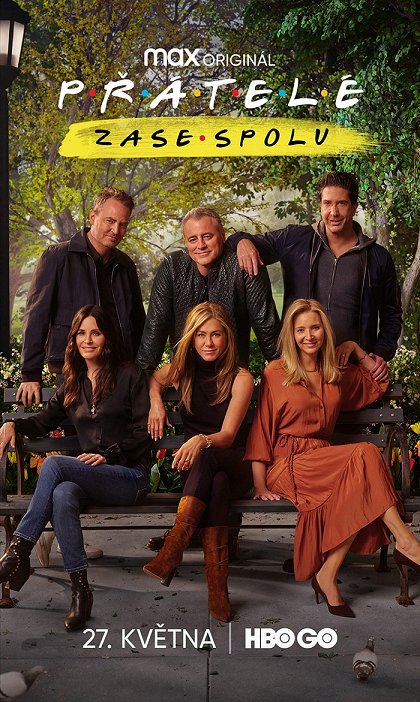 max ORIGINÁL
P·Ř·Á·T·E·L·É
ZASE·SPOLU
27. KVĚTNA | HBO GO